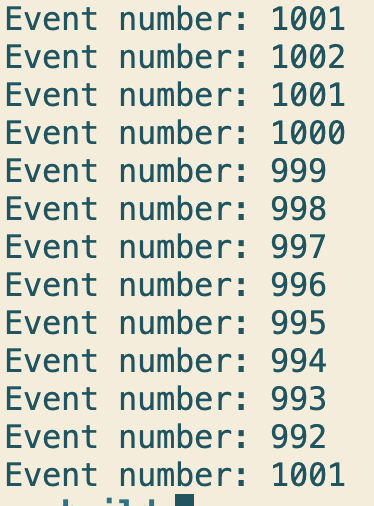 Event number: 1001
Event number: 1002
Event number: 1001
Event number: 1000
Event number: 999
Event number: 998
Event number: 997
Event number: 996
Event number: 995
Event number: 994
Event number: 993
Event number: 992
Event number: 1001